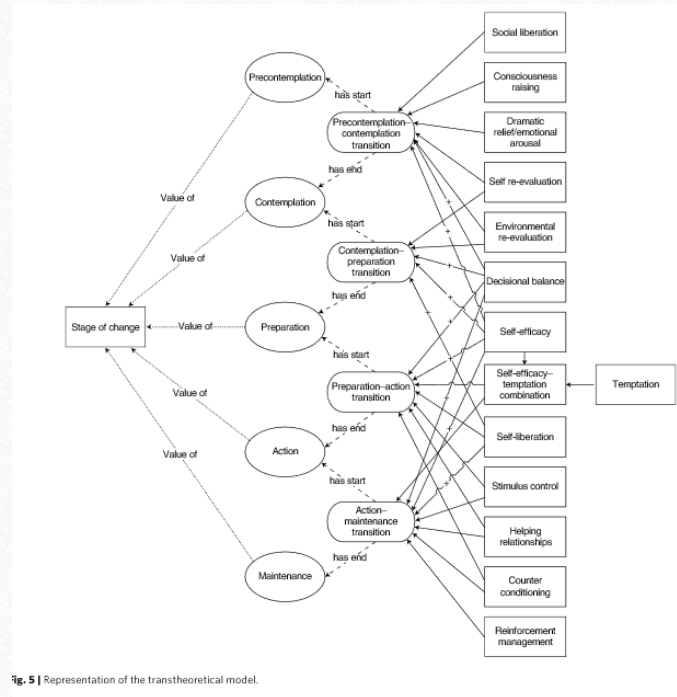 Social liberation
Precontemplation
Consciousness
raising
has start
Precontemplation–
contemplation
transition
Dramatic
relief/emotional
arousal
has end
Self re-evaluation
Value of
Contemplation
has start
Environmental
re-evaluation
Contemplation–
preparation
transition
Value of
Decisional balance
has end
Stage of change
Value of
Preparation
Self-efficacy
has start
Self-efficacy–
temptation
combination
Temptation
Preparation–action
transition
Value of
has end
Self-liberation
Action
Value of
has start
Stimulus control
Action–
maintenance
transition
Helping
relationships
has end
Maintenance
Counter
conditioning
Reinforcement
management
+
+
+
+
+
+
+
+
ig. 5 | Representation of the transtheoretical model.